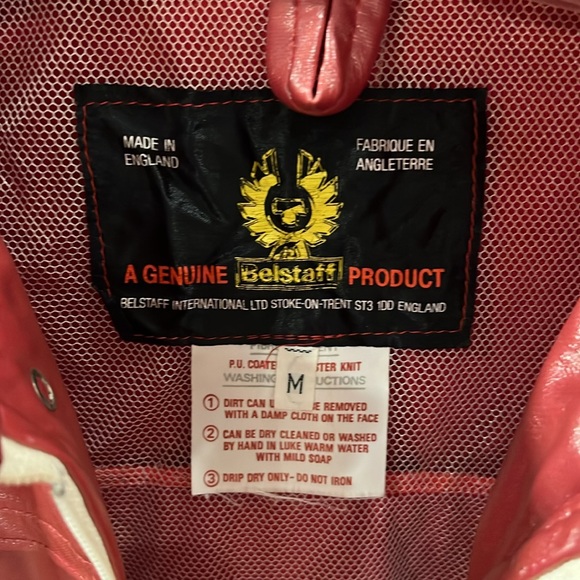 MADE IN
ENGLAND
FABRIQUE EN
ANGLETERRE
A GENUINE Belstaff PRODUCT
BELSTAFF INTERNATIONAL LTD STOKE-ON-TRENT ST3 1DD ENGLAND
P.U. KNIT
M
1 DIRT CAN REMOVED
WITH A DAMP CLOTH ON THE FACE
2 CAN BE DRY CLEANED OR WASHED
BY HAND IN LUKE WARM WATER
WITH MILD SOAP
3 DRIP DRY ONLY - DO NOT IRON